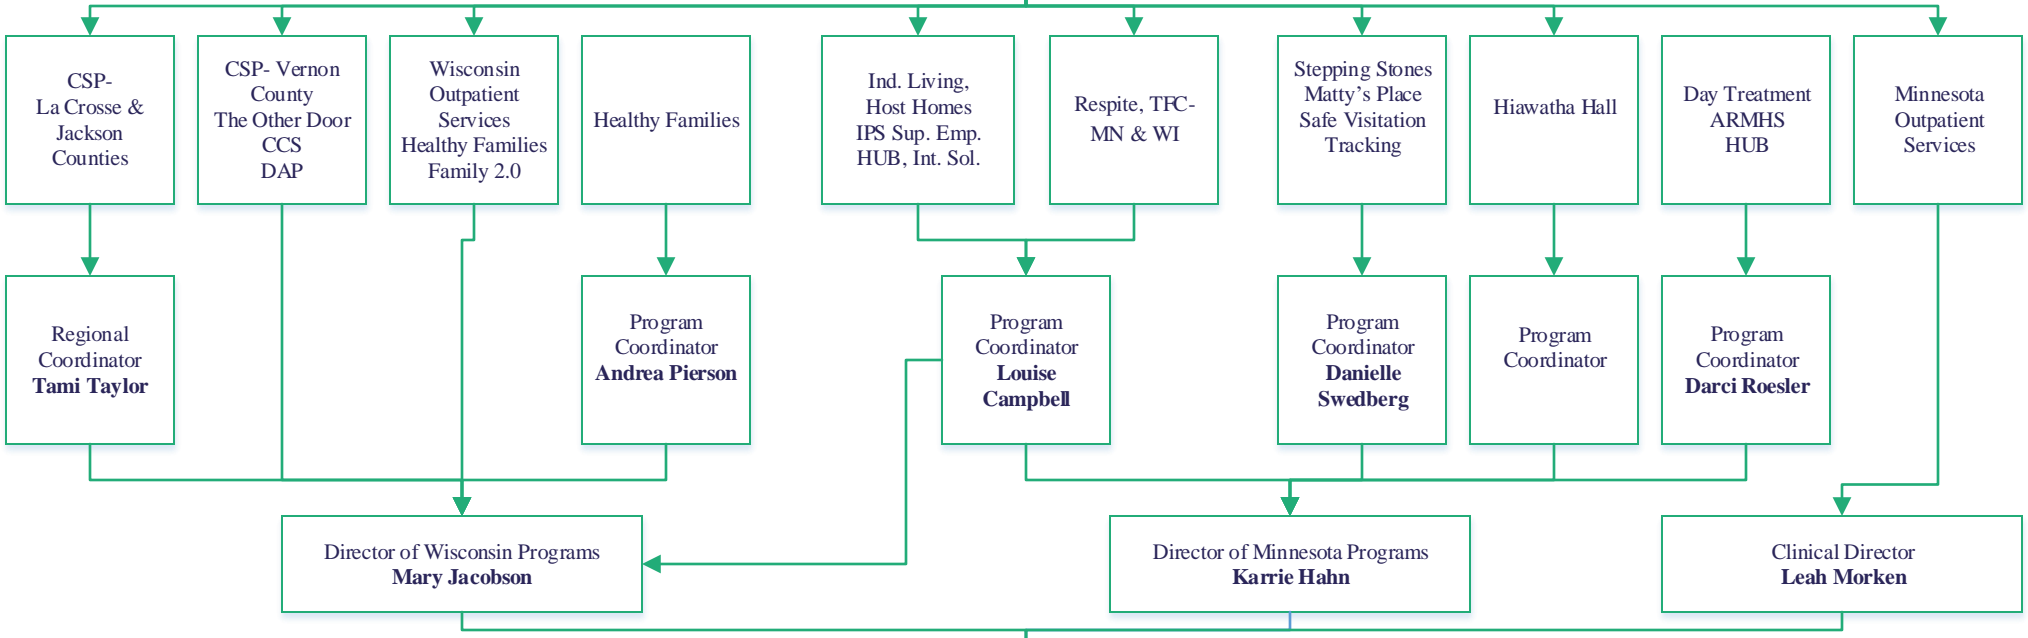 CSP-
La Crosse &
Jackson
Counties
CSP- Vernon
County
The Other Door
CCS
DAP
Wisconsin
Outpatient
Services
Healthy Families
Family 2.0
Healthy Families
Ind. Living,
Host Homes
IPS Sup. Emp.
HUB, Int. Sol.
Respite, TFC-
MN & WI
Stepping Stones
Matty's Place
Safe Visitation
Tracking
Hiawatha Hall
Day Treatment
ARMHS
HUB
Minnesota
Outpatient
Services
Regional
Coordinator
Tami Taylor
Program
Coordinator
Andrea Pierson
Program
Coordinator
Louise
Campbell
Program
Coordinator
Danielle
Swedberg
Program
Coordinator
Program
Coordinator
Darci Roesler
Director of Wisconsin Programs
Mary Jacobson
Director of Minnesota Programs
Karrie Hahn
Clinical Director
Leah Morken